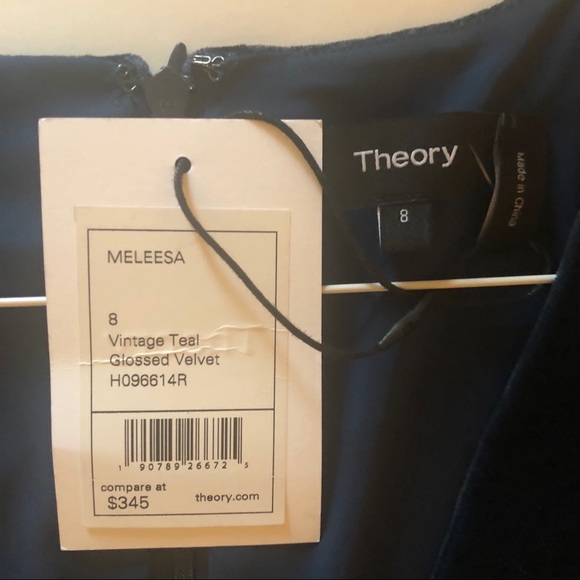 Theory
Made in China
8
MELEESA
8
Vintage Teal
Glossed Velvet
H096614R
1 90789 26672 5
compare at
$345 theory.com